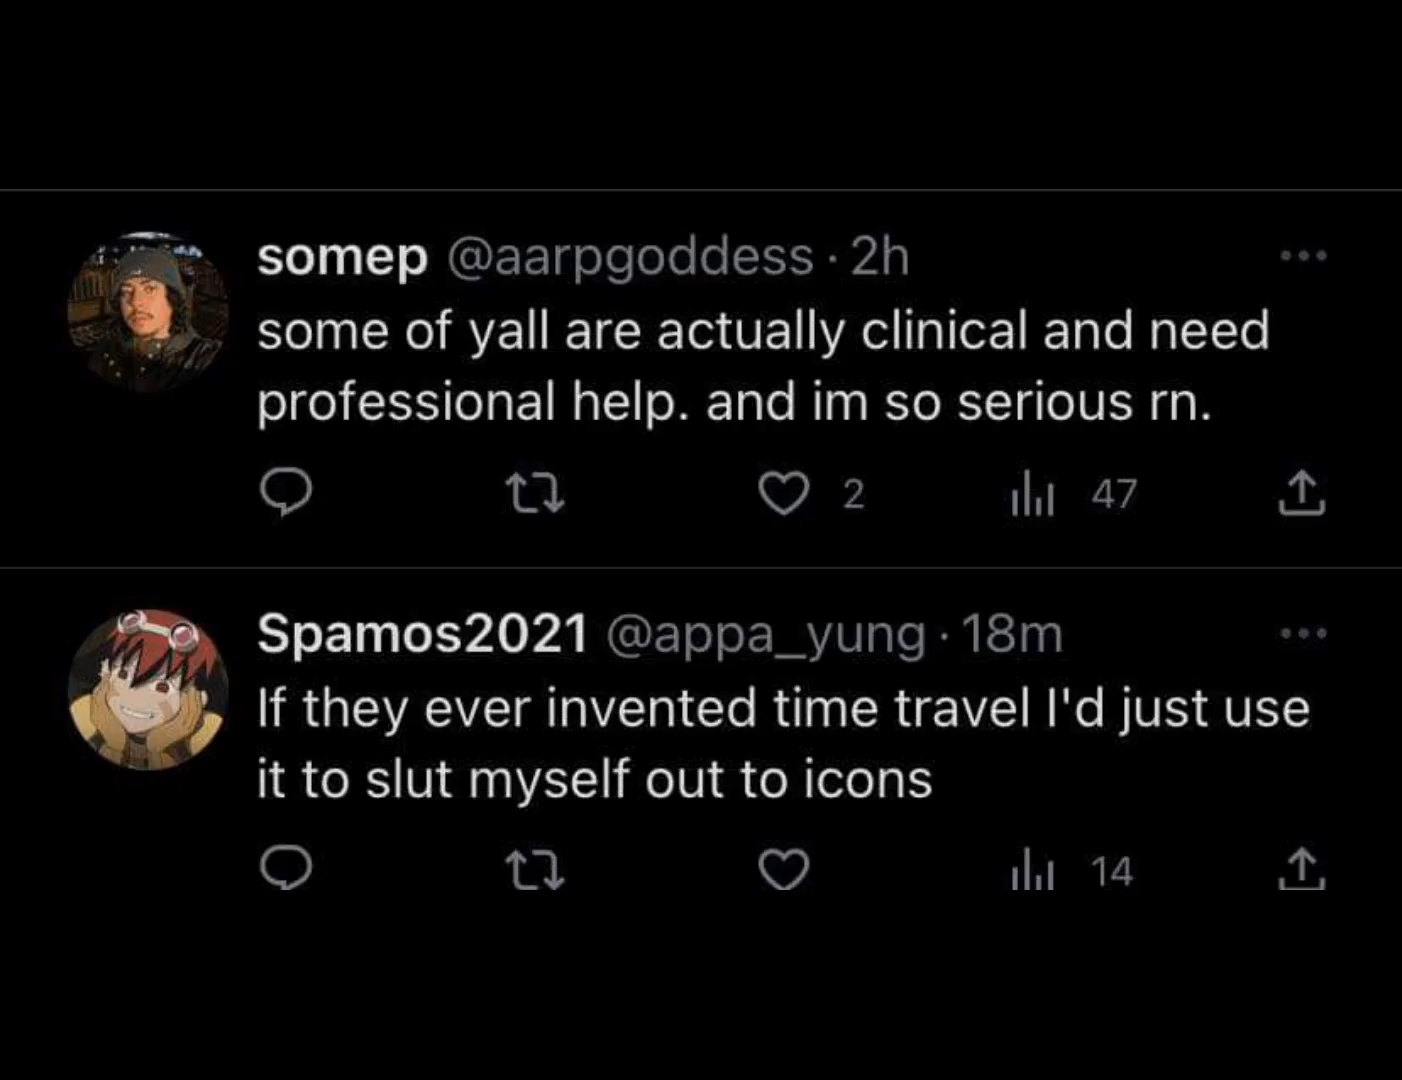 somep @aarpgoddess · 2h
some of yall are actually clinical and need
professional help. and im so serious rn.
2 47
Spamos2021 @appa_yung · 18m
If they ever invented time travel I'd just use
it to slut myself out to icons
14